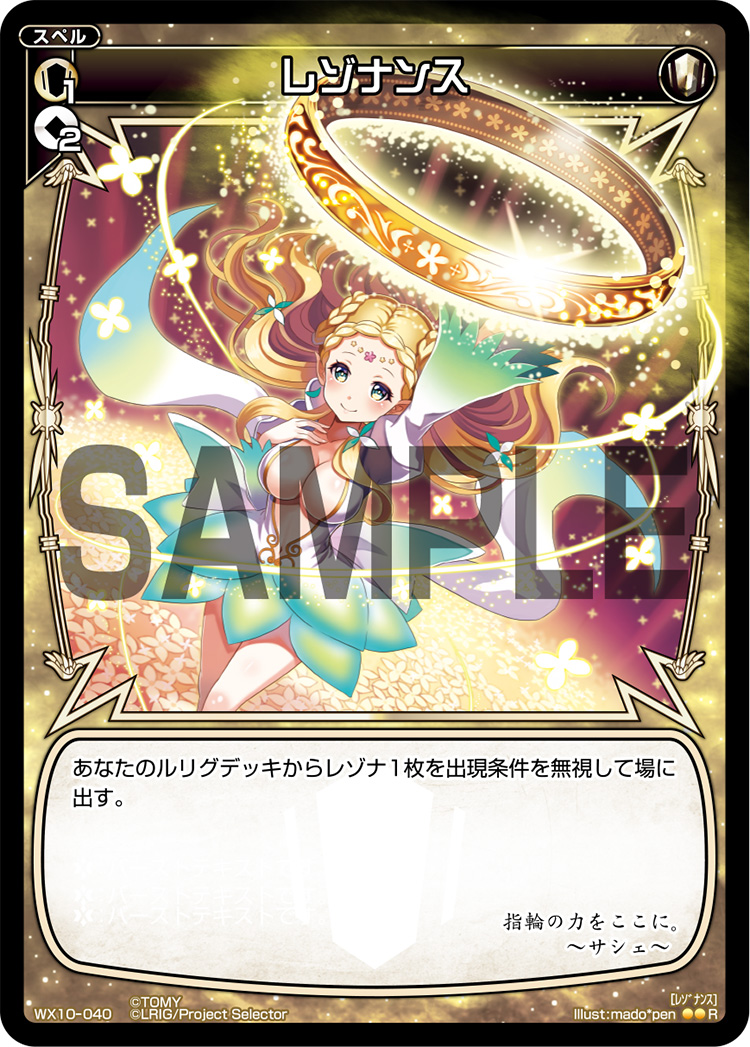 スペル
レゾナンス
1
2
SAMPLE
あなたのルリグデッキからレゾナ1枚を出現条件を無視して場に
出す。
指輪の力をここに。
～サシェ～
WX10-040
©TOMY
©LRIG/Project Selector
[ﾚｿﾞﾅﾝｽ]
Illust:mado*pen
R